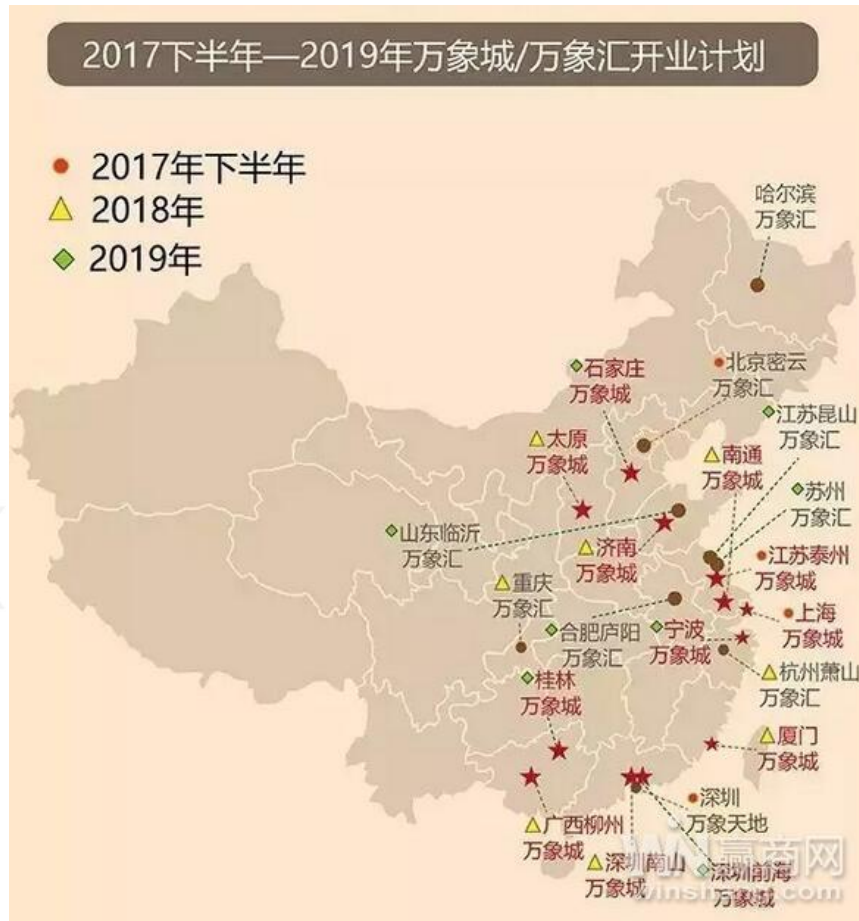 2017下半年—2019年万象城/万象汇开业计划
2017年下半年
2018年
2019年
哈尔滨
万象汇
石家庄
万象城
北京密云
万象汇
江苏昆山
万象汇
太原
万象城
南通
万象城
苏州
万象汇
山东临沂
万象汇
济南
万象城
江苏泰州
万象城
重庆
万象汇
合肥庐阳
万象汇
宁波
万象城
上海
万象城
杭州萧山
万象汇
桂林
万象城
厦门
万象城
深圳
万象天地
广西柳州
万象城
深圳南山
万象城
深圳前海
万象城
赢商网
winshang.com